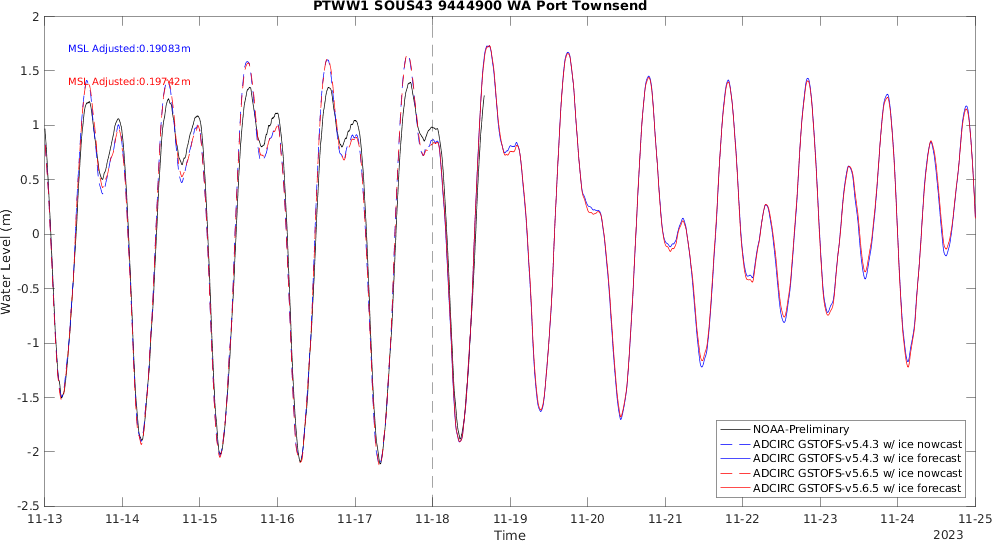 PTWW1 SOUS43 9444900 WA Port Townsend
MSL Adjusted:0.19083m
MSL Adjusted:0.19742m
Water Level (m)
2
1.5
1
0.5
0
-0.5
-1
-1.5
-2
-2.5
NOAA-Preliminary
ADCIRC GSTOFS-v5.4.3 w/ ice nowcast
ADCIRC GSTOFS-v5.4.3 w/ ice forecast
ADCIRC GSTOFS-v5.6.5 w/ ice nowcast
ADCIRC GSTOFS-v5.6.5 w/ ice forecast
11-13 11-14 11-15 11-16 11-17 11-18 11-19 11-20 11-21 11-22 11-23 11-24 11-25
Time
2023